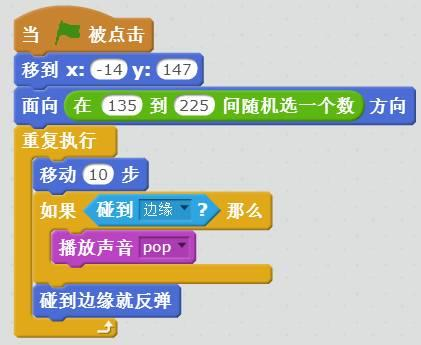 当 被点击
移到 x: -14 y: 147
面向 在 135 到 225 间随机选一个数 方向
重复执行
移动 10 步
如果 碰到 边缘 ? 那么
播放声音 pop
碰到边缘就反弹